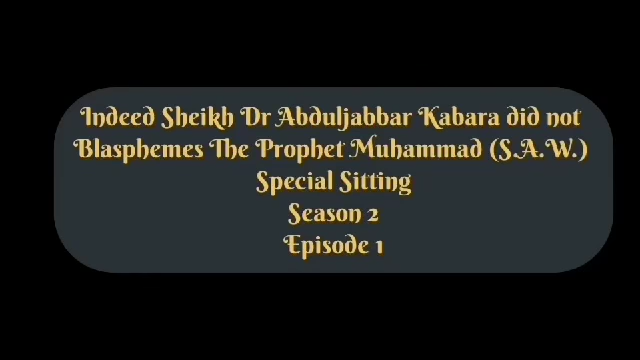 Indeed Sheikh Dr Abduljabbar Kabara did not
Blasphemes The Prophet Muhammad (S.A.W.)
Special Sitting
Season 2
Episode 1